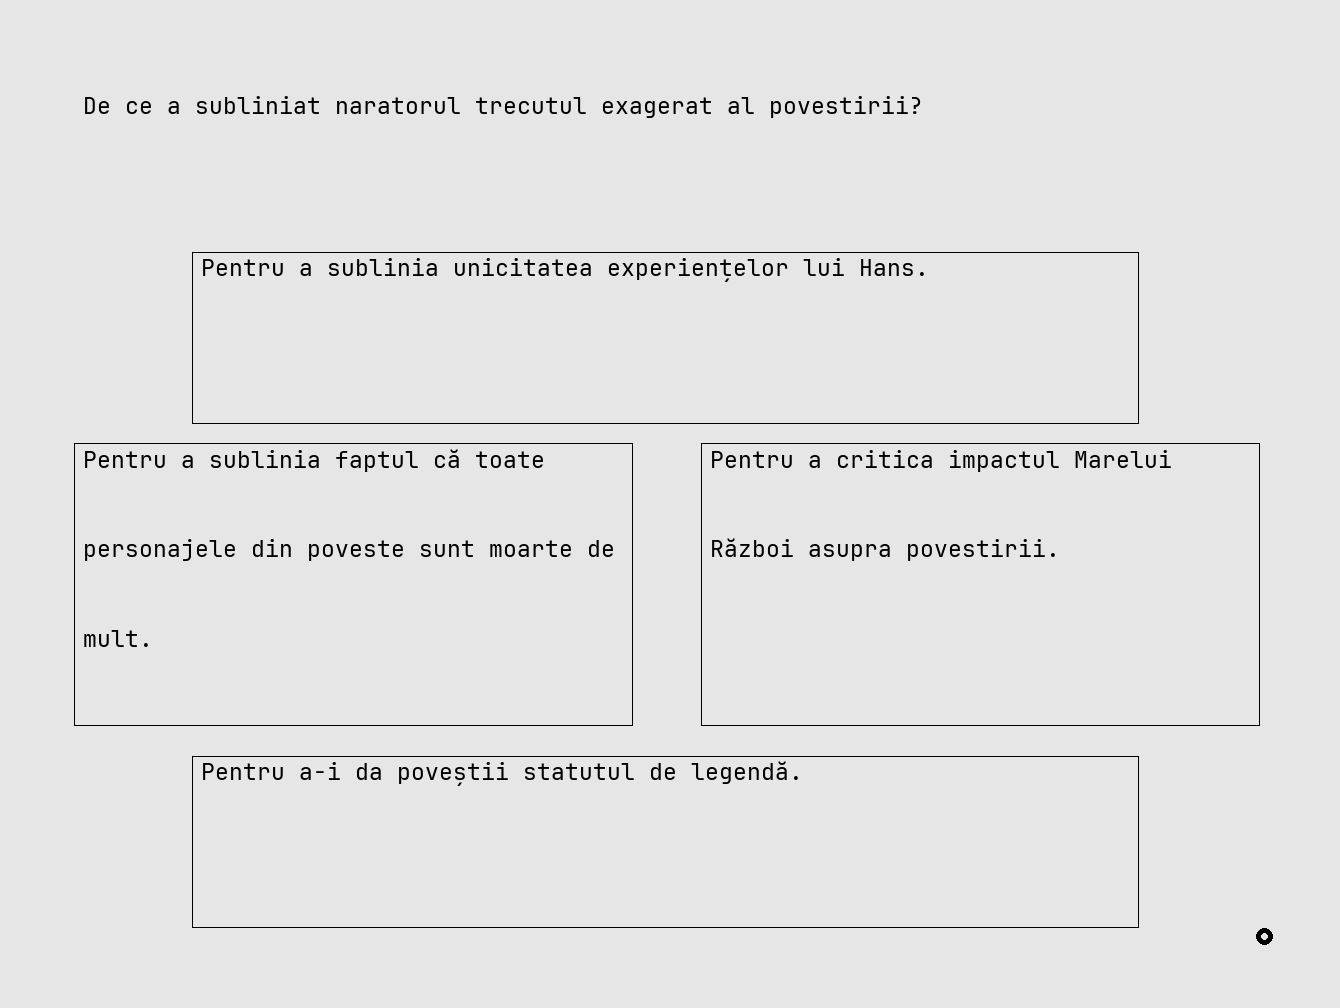 De ce a subliniat naratorul trecutul exagerat al povestirii?
Pentru a sublinia unicitatea experiențelor lui Hans.
Pentru a sublinia faptul că toate
personajele din poveste sunt moarte de
mult.
Pentru a critica impactul Marelui
Război asupra povestirii.
Pentru a-i da poveștii statutul de legendă.